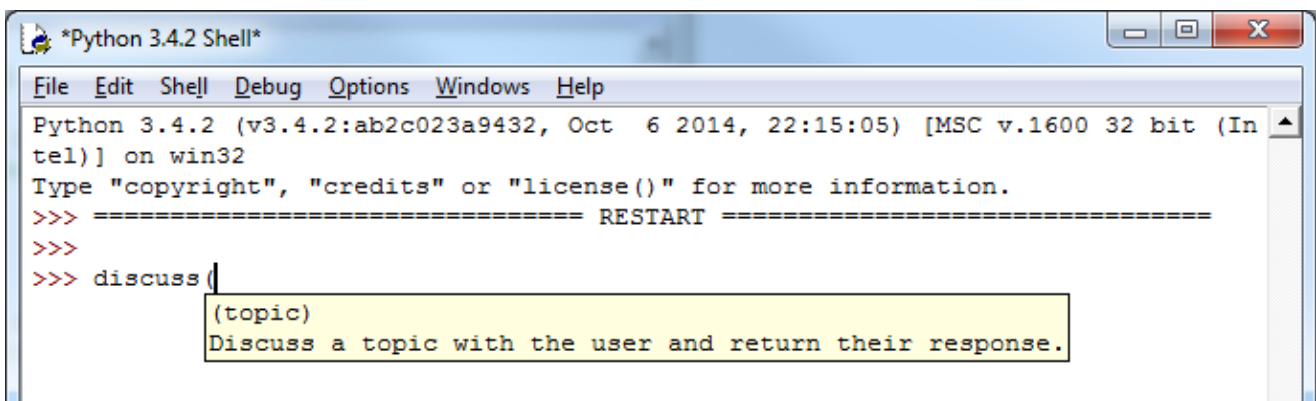 *Python 3.4.2 Shell*
File Edit Shell Debug Options Windows Help
Python 3.4.2 (v3.4.2:ab2c023a9432, Oct  6 2014, 22:15:05) [MSC v.1600 32 bit (In
tel)] on win32
Type "copyright", "credits" or "license()" for more information.
>>> ================================ RESTART ================================
>>>
>>> discuss(
(topic)
Discuss a topic with the user and return their response.